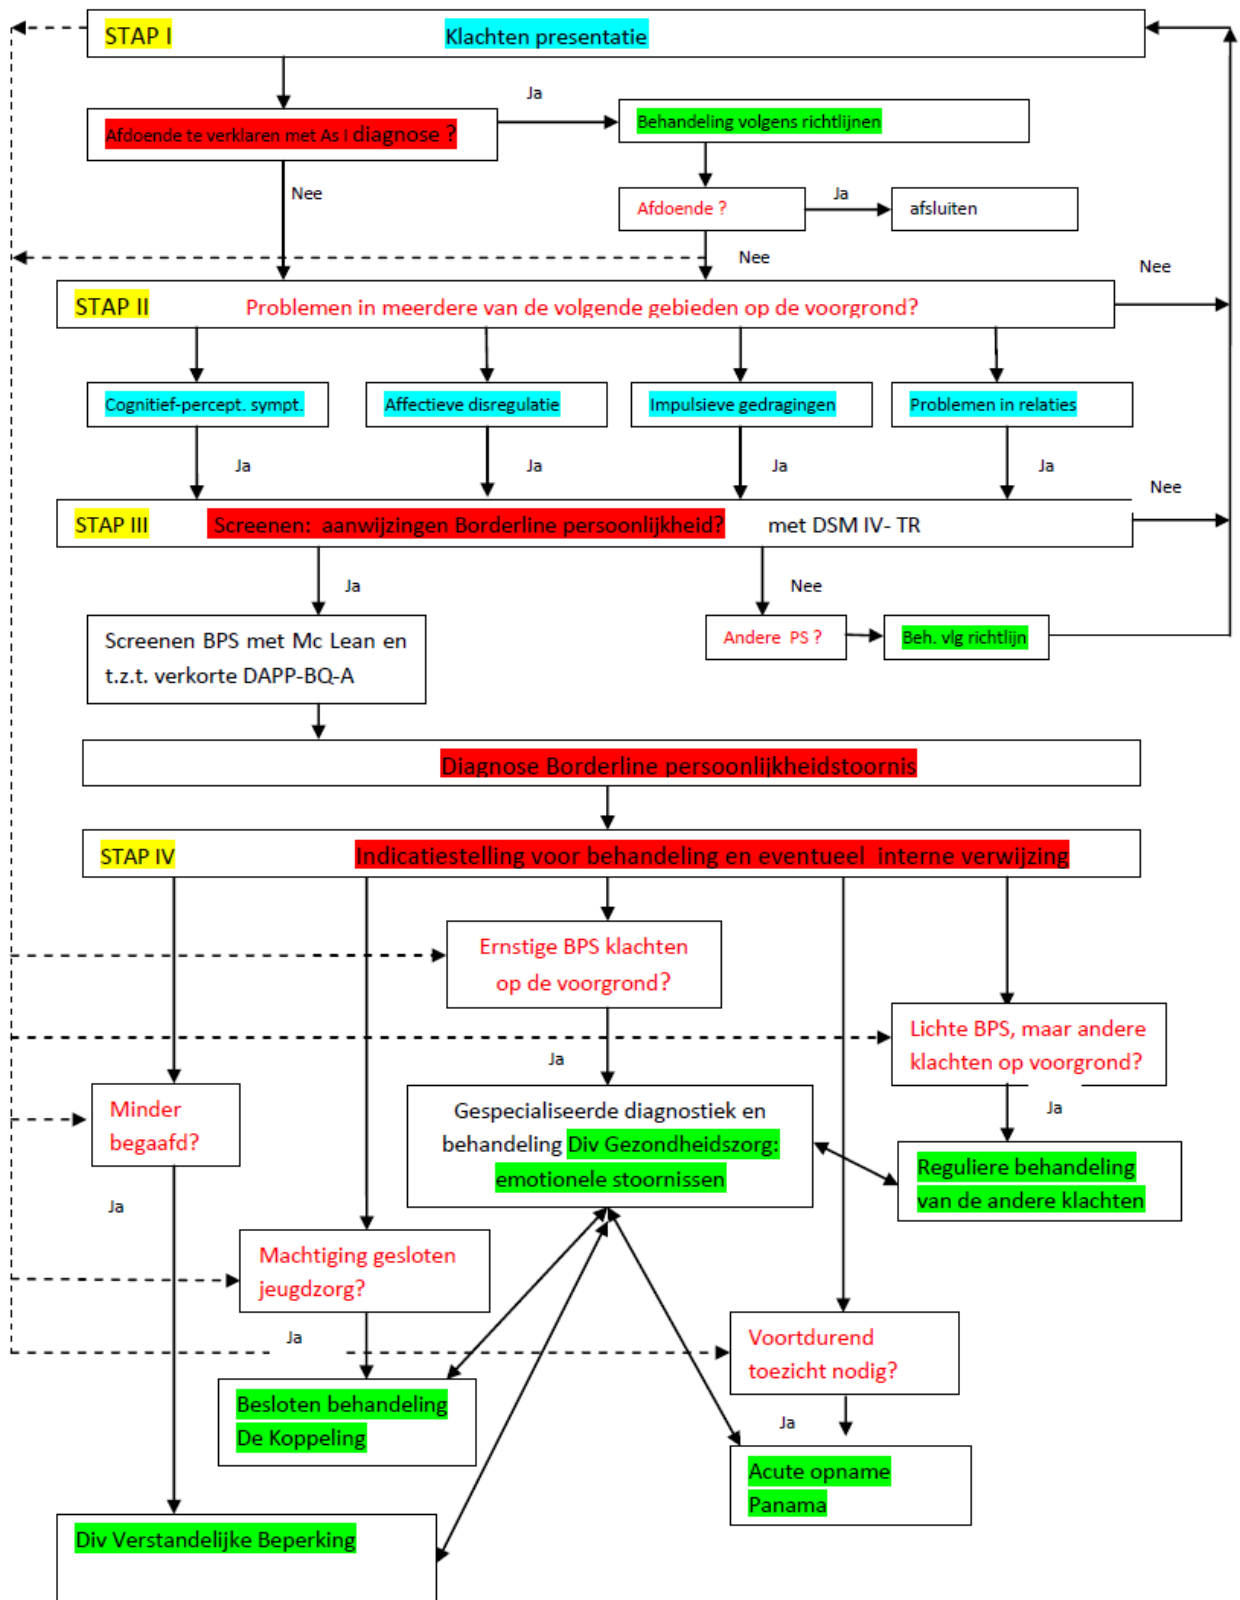 STAP I Klachten presentatie
Ja
Afdoende te verklaren met As I diagnose ?
Behandeling volgens richtlijnen
Nee
Afdoende ?
Ja
afsluiten
Nee
Nee
STAP II Problemen in meerdere van de volgende gebieden op de voorgrond?
Cognitief-percept. sympt.
Affectieve disregulatie
Impulsieve gedragingen
Problemen in relaties
Ja
Ja
Ja
Ja
Nee
STAP III Screenen: aanwijzingen Borderline persoonlijkheid? met DSM IV- TR
Ja
Nee
Screenen BPS met Mc Lean en
t.z.t. verkorte DAPP-BQ-A
Andere PS ?
Beh. vlg richtlijn
Diagnose Borderline persoonlijkheidstoornis
STAP IV Indicatiestelling voor behandeling en eventueel interne verwijzing
Ernstige BPS klachten
op de voorgrond?
Lichte BPS, maar andere
klachten op voorgrond?
Ja
Ja
Minder
begaafd?
Gespecialiseerde diagnostiek en
behandeling Div Gezondheidszorg:
emotionele stoornissen
Reguliere behandeling
van de andere klachten
Ja
Machtiging gesloten
jeugdzorg?
Ja
Voortdurend
toezicht nodig?
Besloten behandeling
De Koppeling
Ja
Acute opname
Panama
Div Verstandelijke Beperking